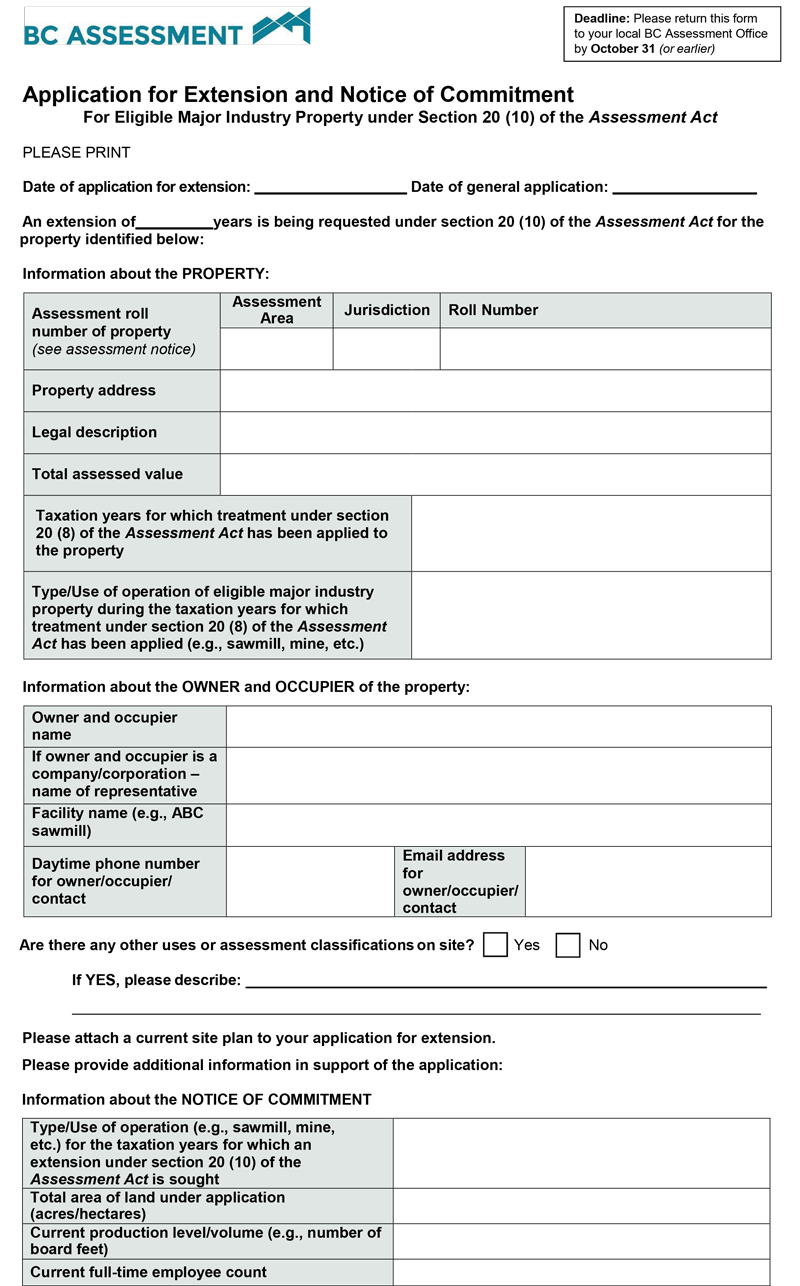 BC ASSESSMENT
Deadline: Please return this form
to your local BC Assessment Office
by October 31 (or earlier)
Application for Extension and Notice of Commitment
For Eligible Major Industry Property under Section 20 (10) of the Assessment Act
PLEASE PRINT
Date of application for extension: __________________ Date of general application: _________________
An extension of_________years is being requested under section 20 (10) of the Assessment Act for the
property identified below:
Information about the PROPERTY:
Assessment roll
number of property
(see assessment notice)
Assessment
Area
Jurisdiction
Roll Number
Property address
Legal description
Total assessed value
Taxation years for which treatment under section
20 (8) of the Assessment Act has been applied to
the property
Type/Use of operation of eligible major industry
property during the taxation years for which
treatment under section 20 (8) of the Assessment
Act has been applied (e.g., sawmill, mine, etc.)
Information about the OWNER and OCCUPIER of the property:
Owner and occupier
name
If owner and occupier is a
company/corporation –
name of representative
Facility name (e.g., ABC
sawmill)
Daytime phone number
for owner/occupier/
contact
Email address
for
owner/occupier/
contact
Are there any other uses or assessment classifications on site? Yes No
If YES, please describe:
Please attach a current site plan to your application for extension.
Please provide additional information in support of the application:
Information about the NOTICE OF COMMITMENT
Type/Use of operation (e.g., sawmill, mine,
etc.) for the taxation years for which an
extension under section 20 (10) of the
Assessment Act is sought
Total area of land under application
(acres/hectares)
Current production level/volume (e.g., number of
board feet)
Current full-time employee count